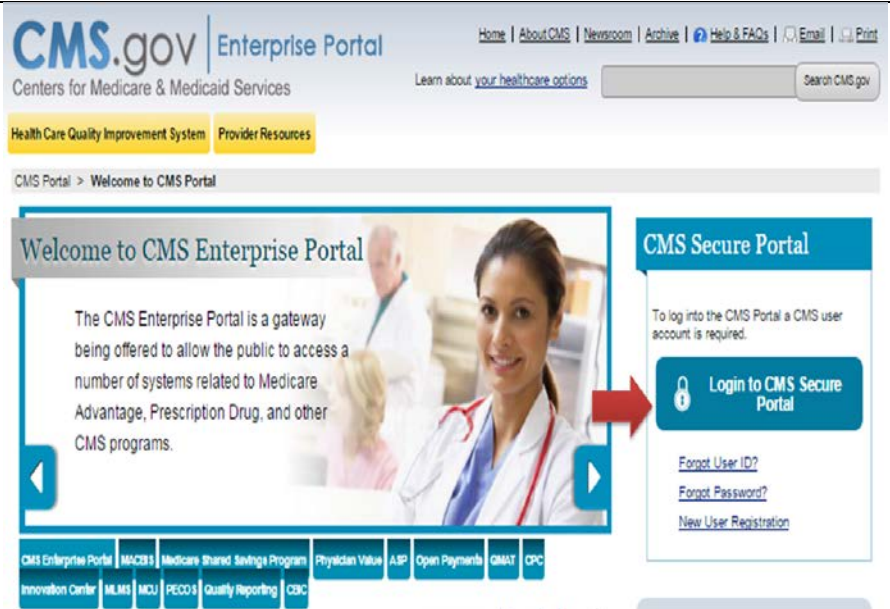 CMS.gov | Enterprise Portal
Centers for Medicare & Medicaid Services
Home | About CMS | Newsroom | Archive | Help & FAQs | Email | Print
Learn about your healthcare options
Search CMS.gov
Health Care Quality Improvement System
Provider Resources
CMS Portal > Welcome to CMS Portal
Welcome to CMS Enterprise Portal
The CMS Enterprise Portal is a gateway
being offered to allow the public to access a
number of systems related to Medicare
Advantage, Prescription Drug, and other
CMS programs.
CMS Secure Portal
To log into the CMS Portal a CMS user
account is required.
Login to CMS Secure
Portal
Forgot User ID?
Forgot Password?
New User Registration
CMS Enterprise Portal MACBIS Medicare Shared Savings Program Physician Value ASP Open Payments QMAT CPC
Innovation Center MLMS MCU PECOS Quality Reporting CBIC